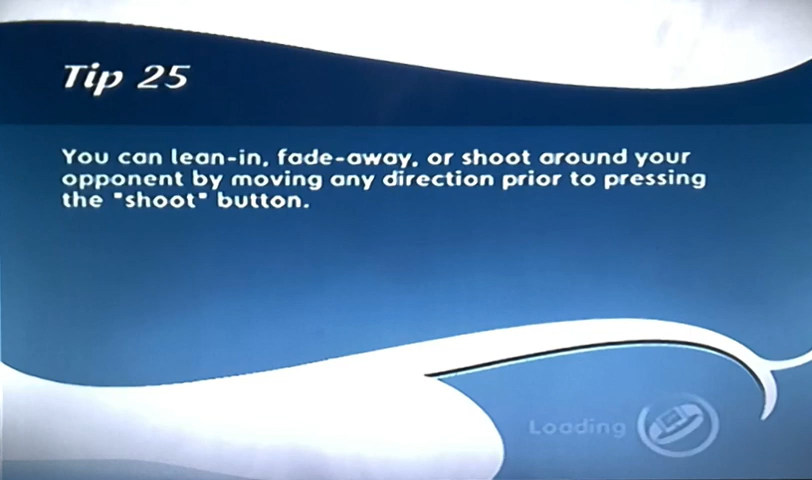 Tip 25
You can lean-in, fade-away, or shoot around your
opponent by moving any direction prior to pressing
the "shoot" button.
Loading